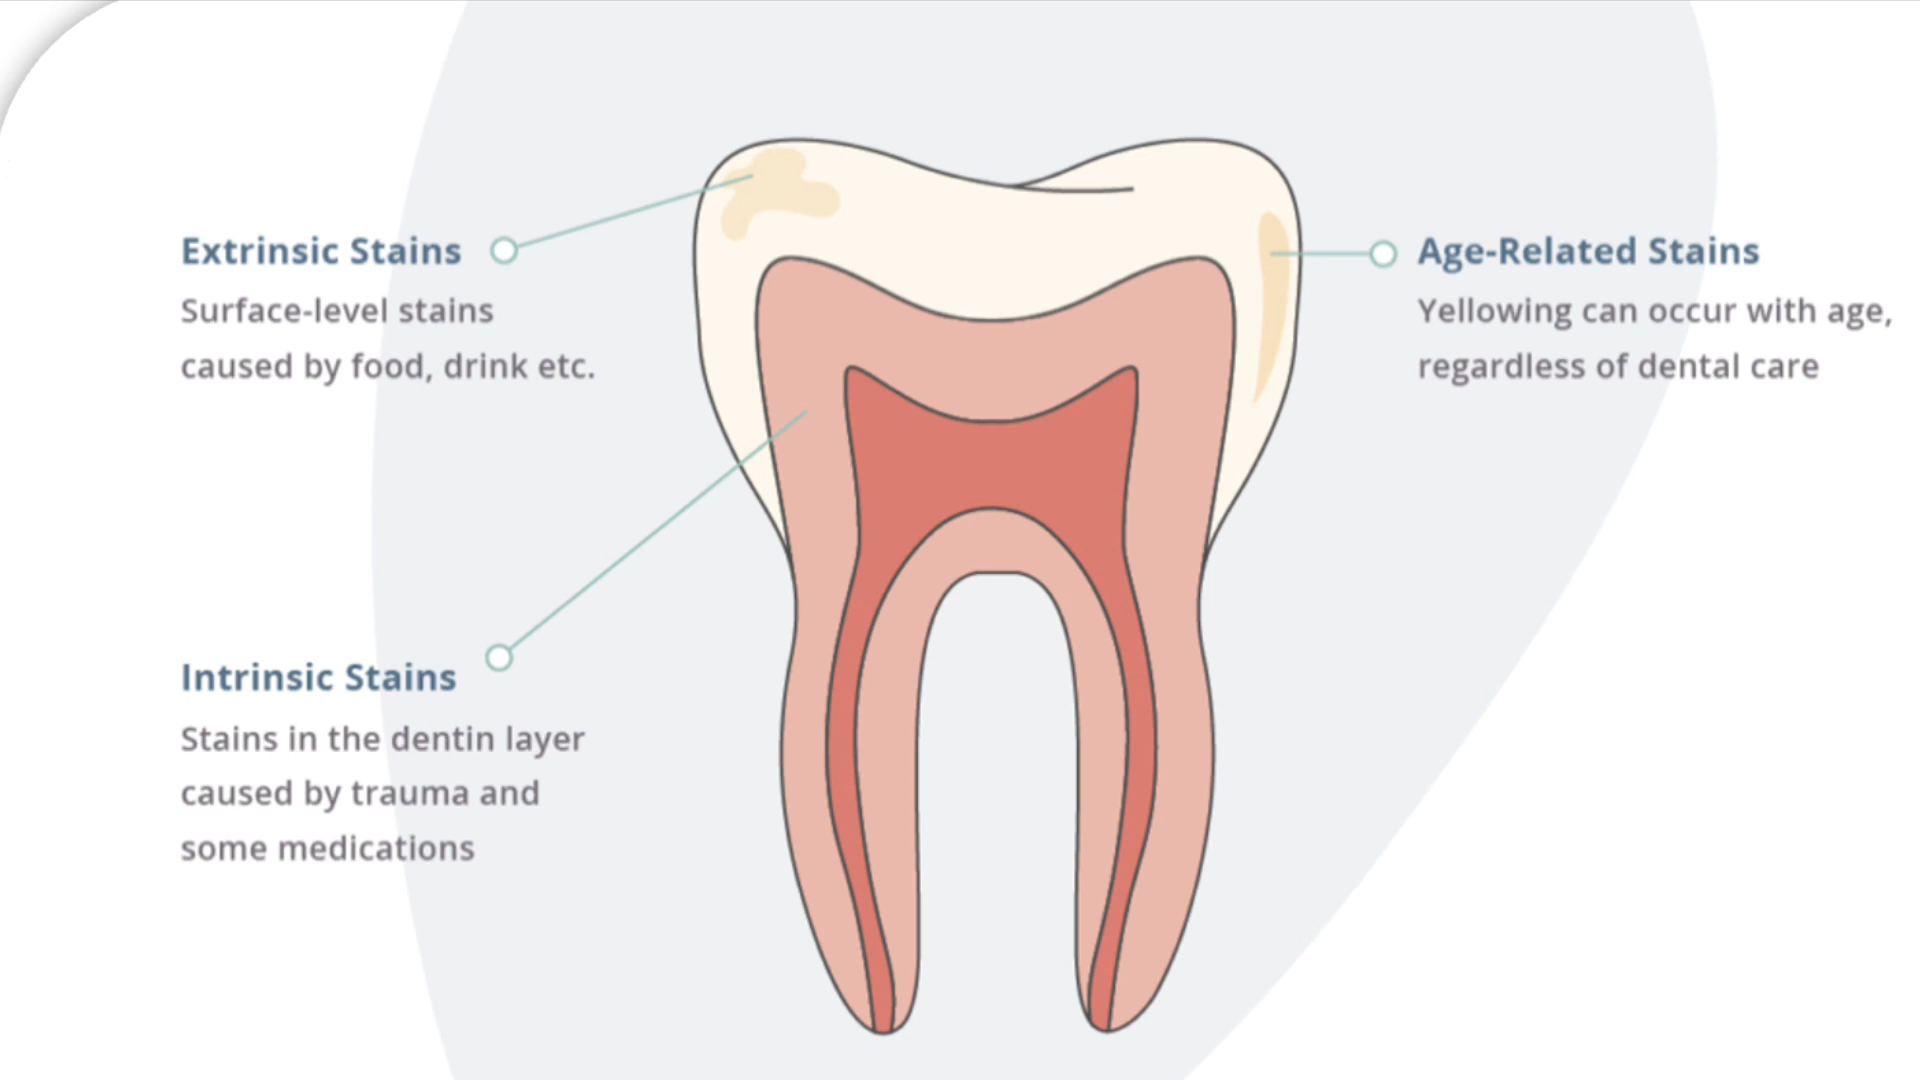 Extrinsic Stains
Surface-level stains
caused by food, drink etc.
Age-Related Stains
Yellowing can occur with age,
regardless of dental care
Intrinsic Stains
Stains in the dentin layer
caused by trauma and
some medications